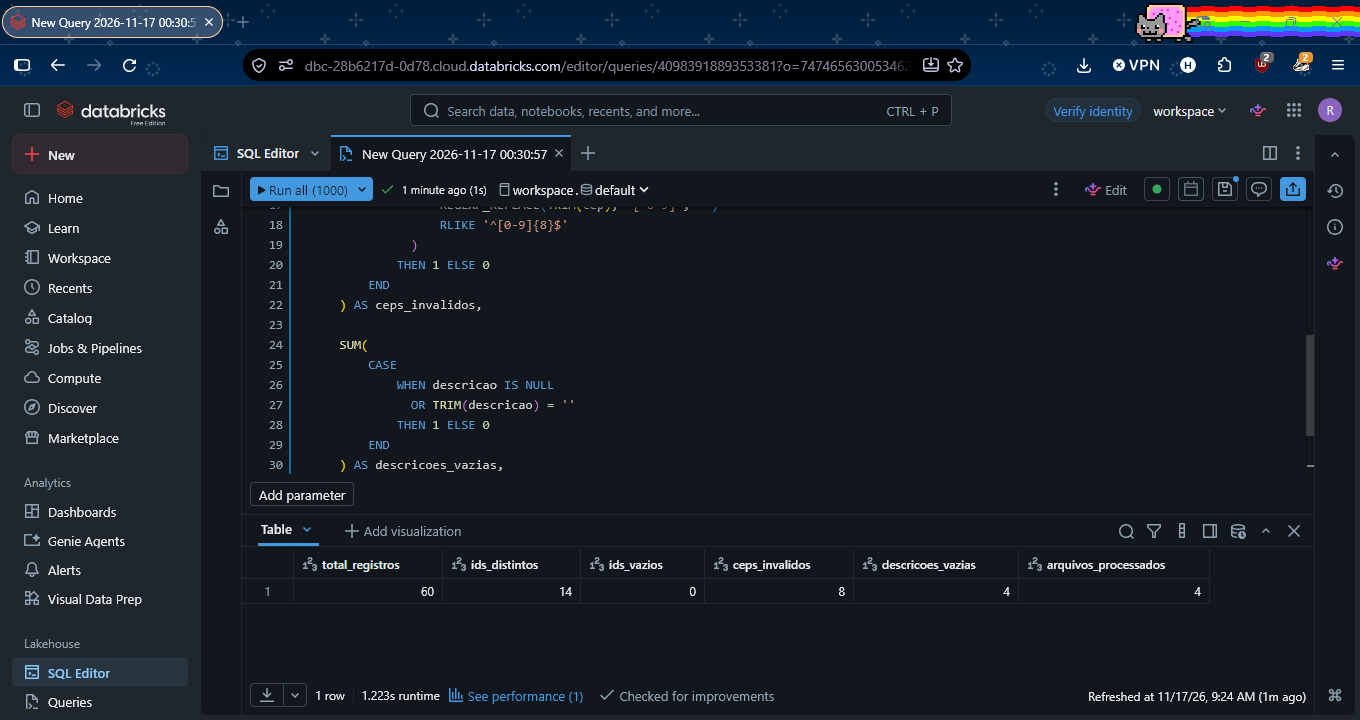 New Query 2026-11-17 00:30:5
dbc-28b6217d-0d78.cloud.databricks.com/editor/queries/4098391889353381?o=747465630053462
VPN
H
2
2
databricks
Free Edition
Search data, notebooks, recents, and more...
CTRL + P
Verify identity
workspace
R
New
SQL Editor
New Query 2026-11-17 00:30:57
Run all (1000)
1 minute ago (1s)
workspace . default
Edit
Home
Learn
Workspace
Recents
Catalog
Jobs & Pipelines
Compute
Discover
Marketplace
Analytics
Dashboards
Genie Agents
Alerts
Visual Data Prep
Lakehouse
SQL Editor
Queries
18 RLIKE '^[0-9]{8}$'
19 )
20 THEN 1 ELSE 0
21 END
22 ) AS ceps_invalidos,
23
24 SUM(
25 CASE
26 WHEN descricao IS NULL
27 OR TRIM(descricao) = ''
28 THEN 1 ELSE 0
29 END
30 ) AS descricoes_vazias,
Add parameter
Table
Add visualization
total_registros ids_distintos ids_vazios ceps_invalidos descricoes_vazias arquivos_processados
1 60 14 0 8 4 4
1 row
1.223s runtime
See performance (1)
Checked for improvements
Refreshed at 11/17/26, 9:24 AM (1m ago)